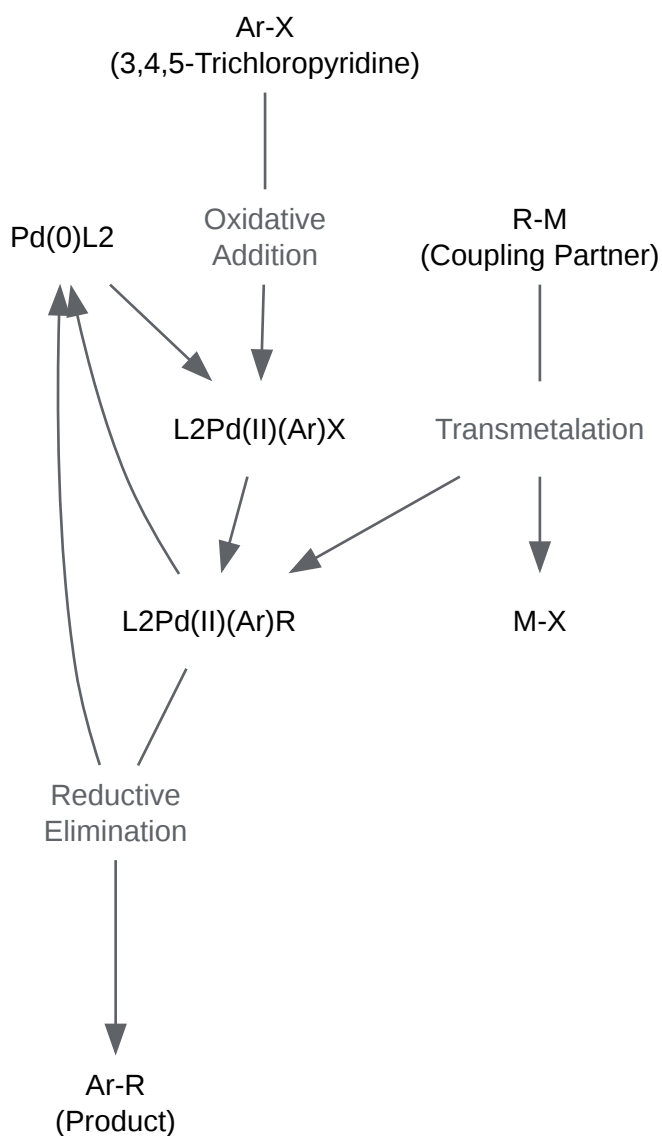 Ar-X
(3,4,5-Trichloropyridine)
Pd(0)L2
Oxidative
Addition
R-M
(Coupling Partner)
L2Pd(II)(Ar)X
Transmetalation
L2Pd(II)(Ar)R
M-X
Reductive
Elimination
Ar-R
(Product)